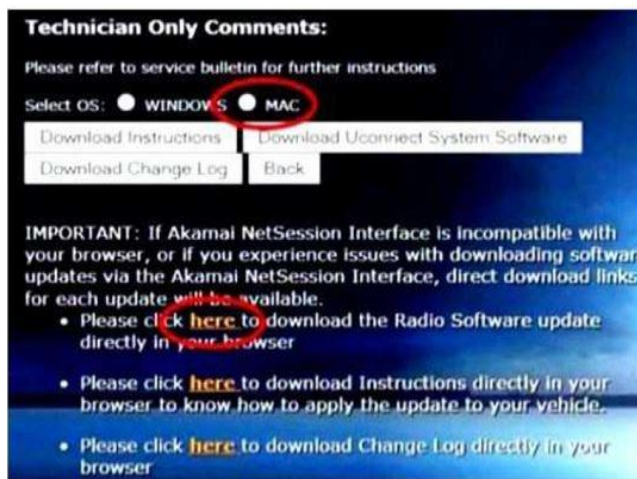 Technician Only Comments:
Please refer to service bulletin for further instructions
Select OS: WINDOWS MAC
Download Instructions Download Uconnect System Software
Download Change Log Back
IMPORTANT: If Akamai NetSession Interface is incompatible with
your browser, or if you experience issues with downloading softwar
updates via the Akamai NetSession Interface, direct download links
for each update will be available.
• Please click here to download the Radio Software update
directly in your browser
• Please click here to download Instructions directly in your
browser to know how to apply the update to your vehicle.
• Please click here to download Change Log directly in your
browser